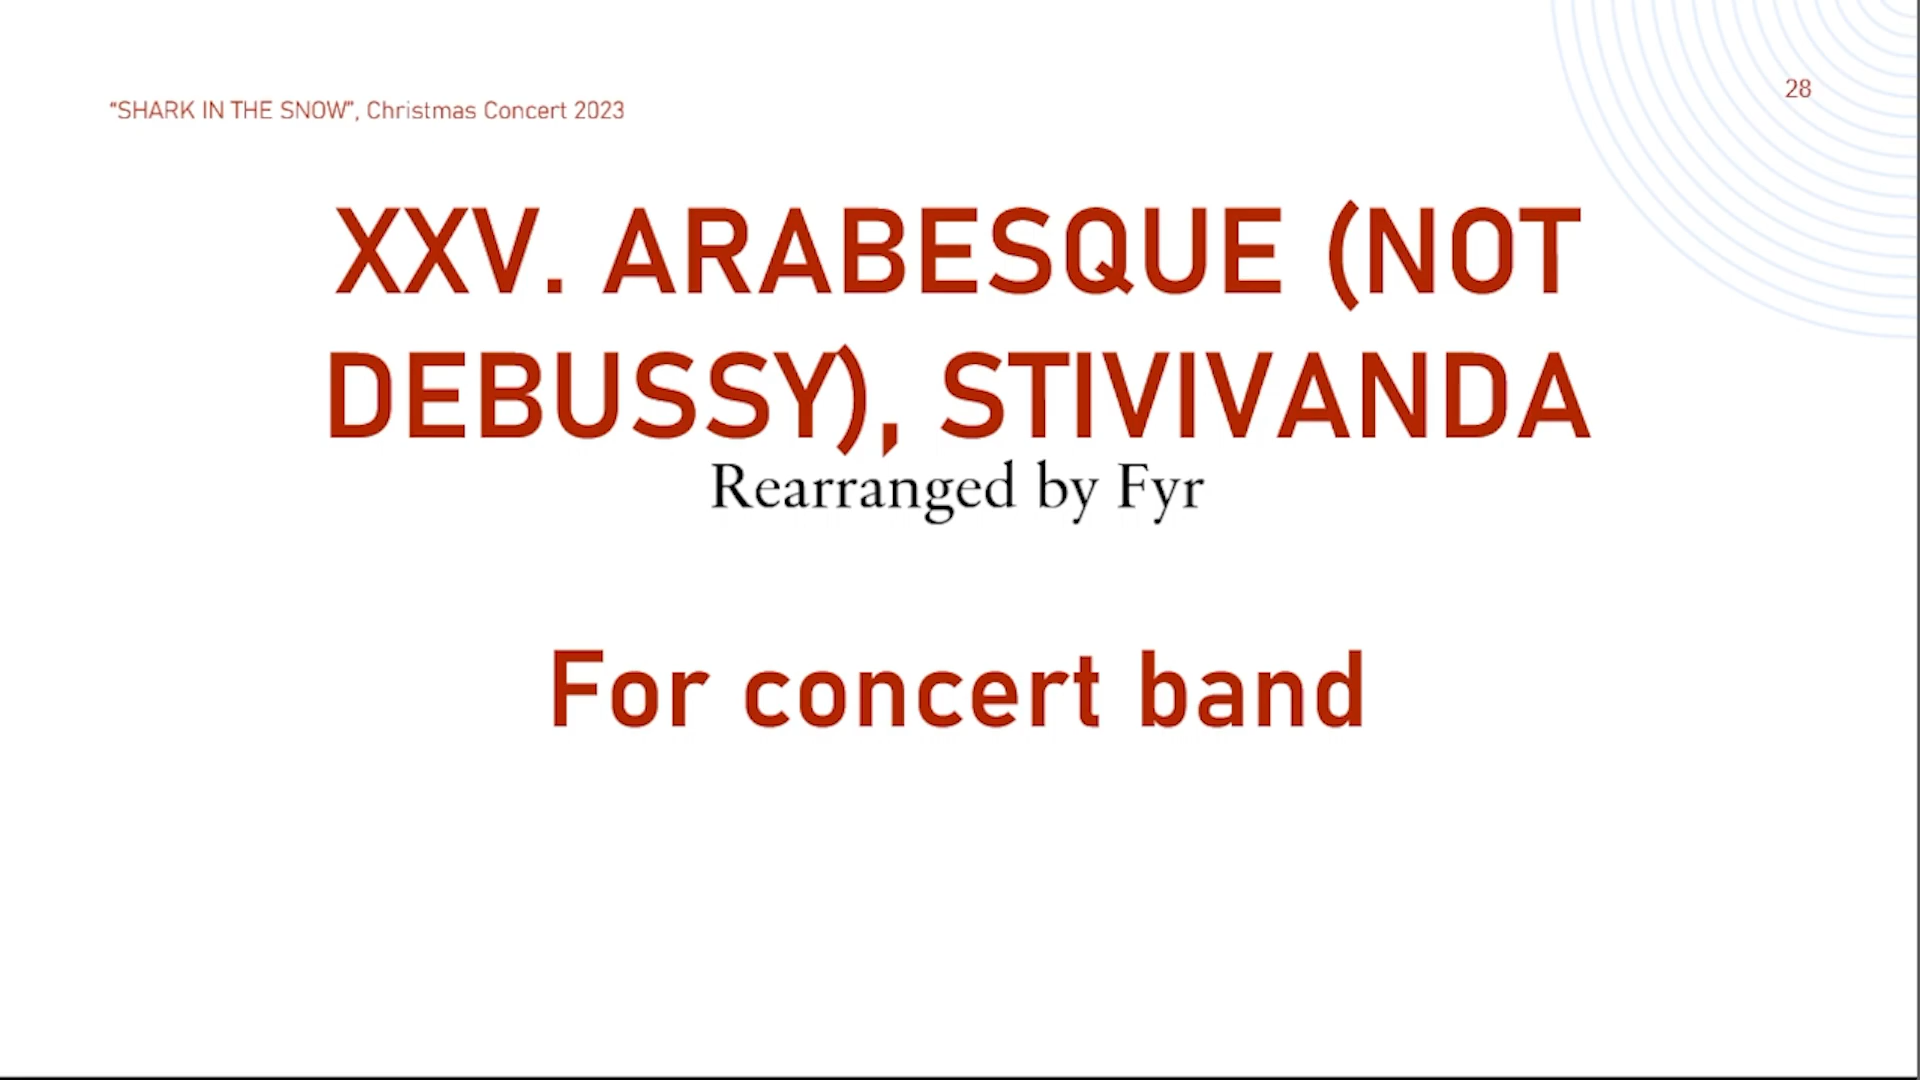 “SHARK IN THE SNOW”, Christmas Concert 2023
28
XXV. ARABESQUE (NOT
DEBUSSY), STIVIVANDA
Rearranged by Fyr
For concert band